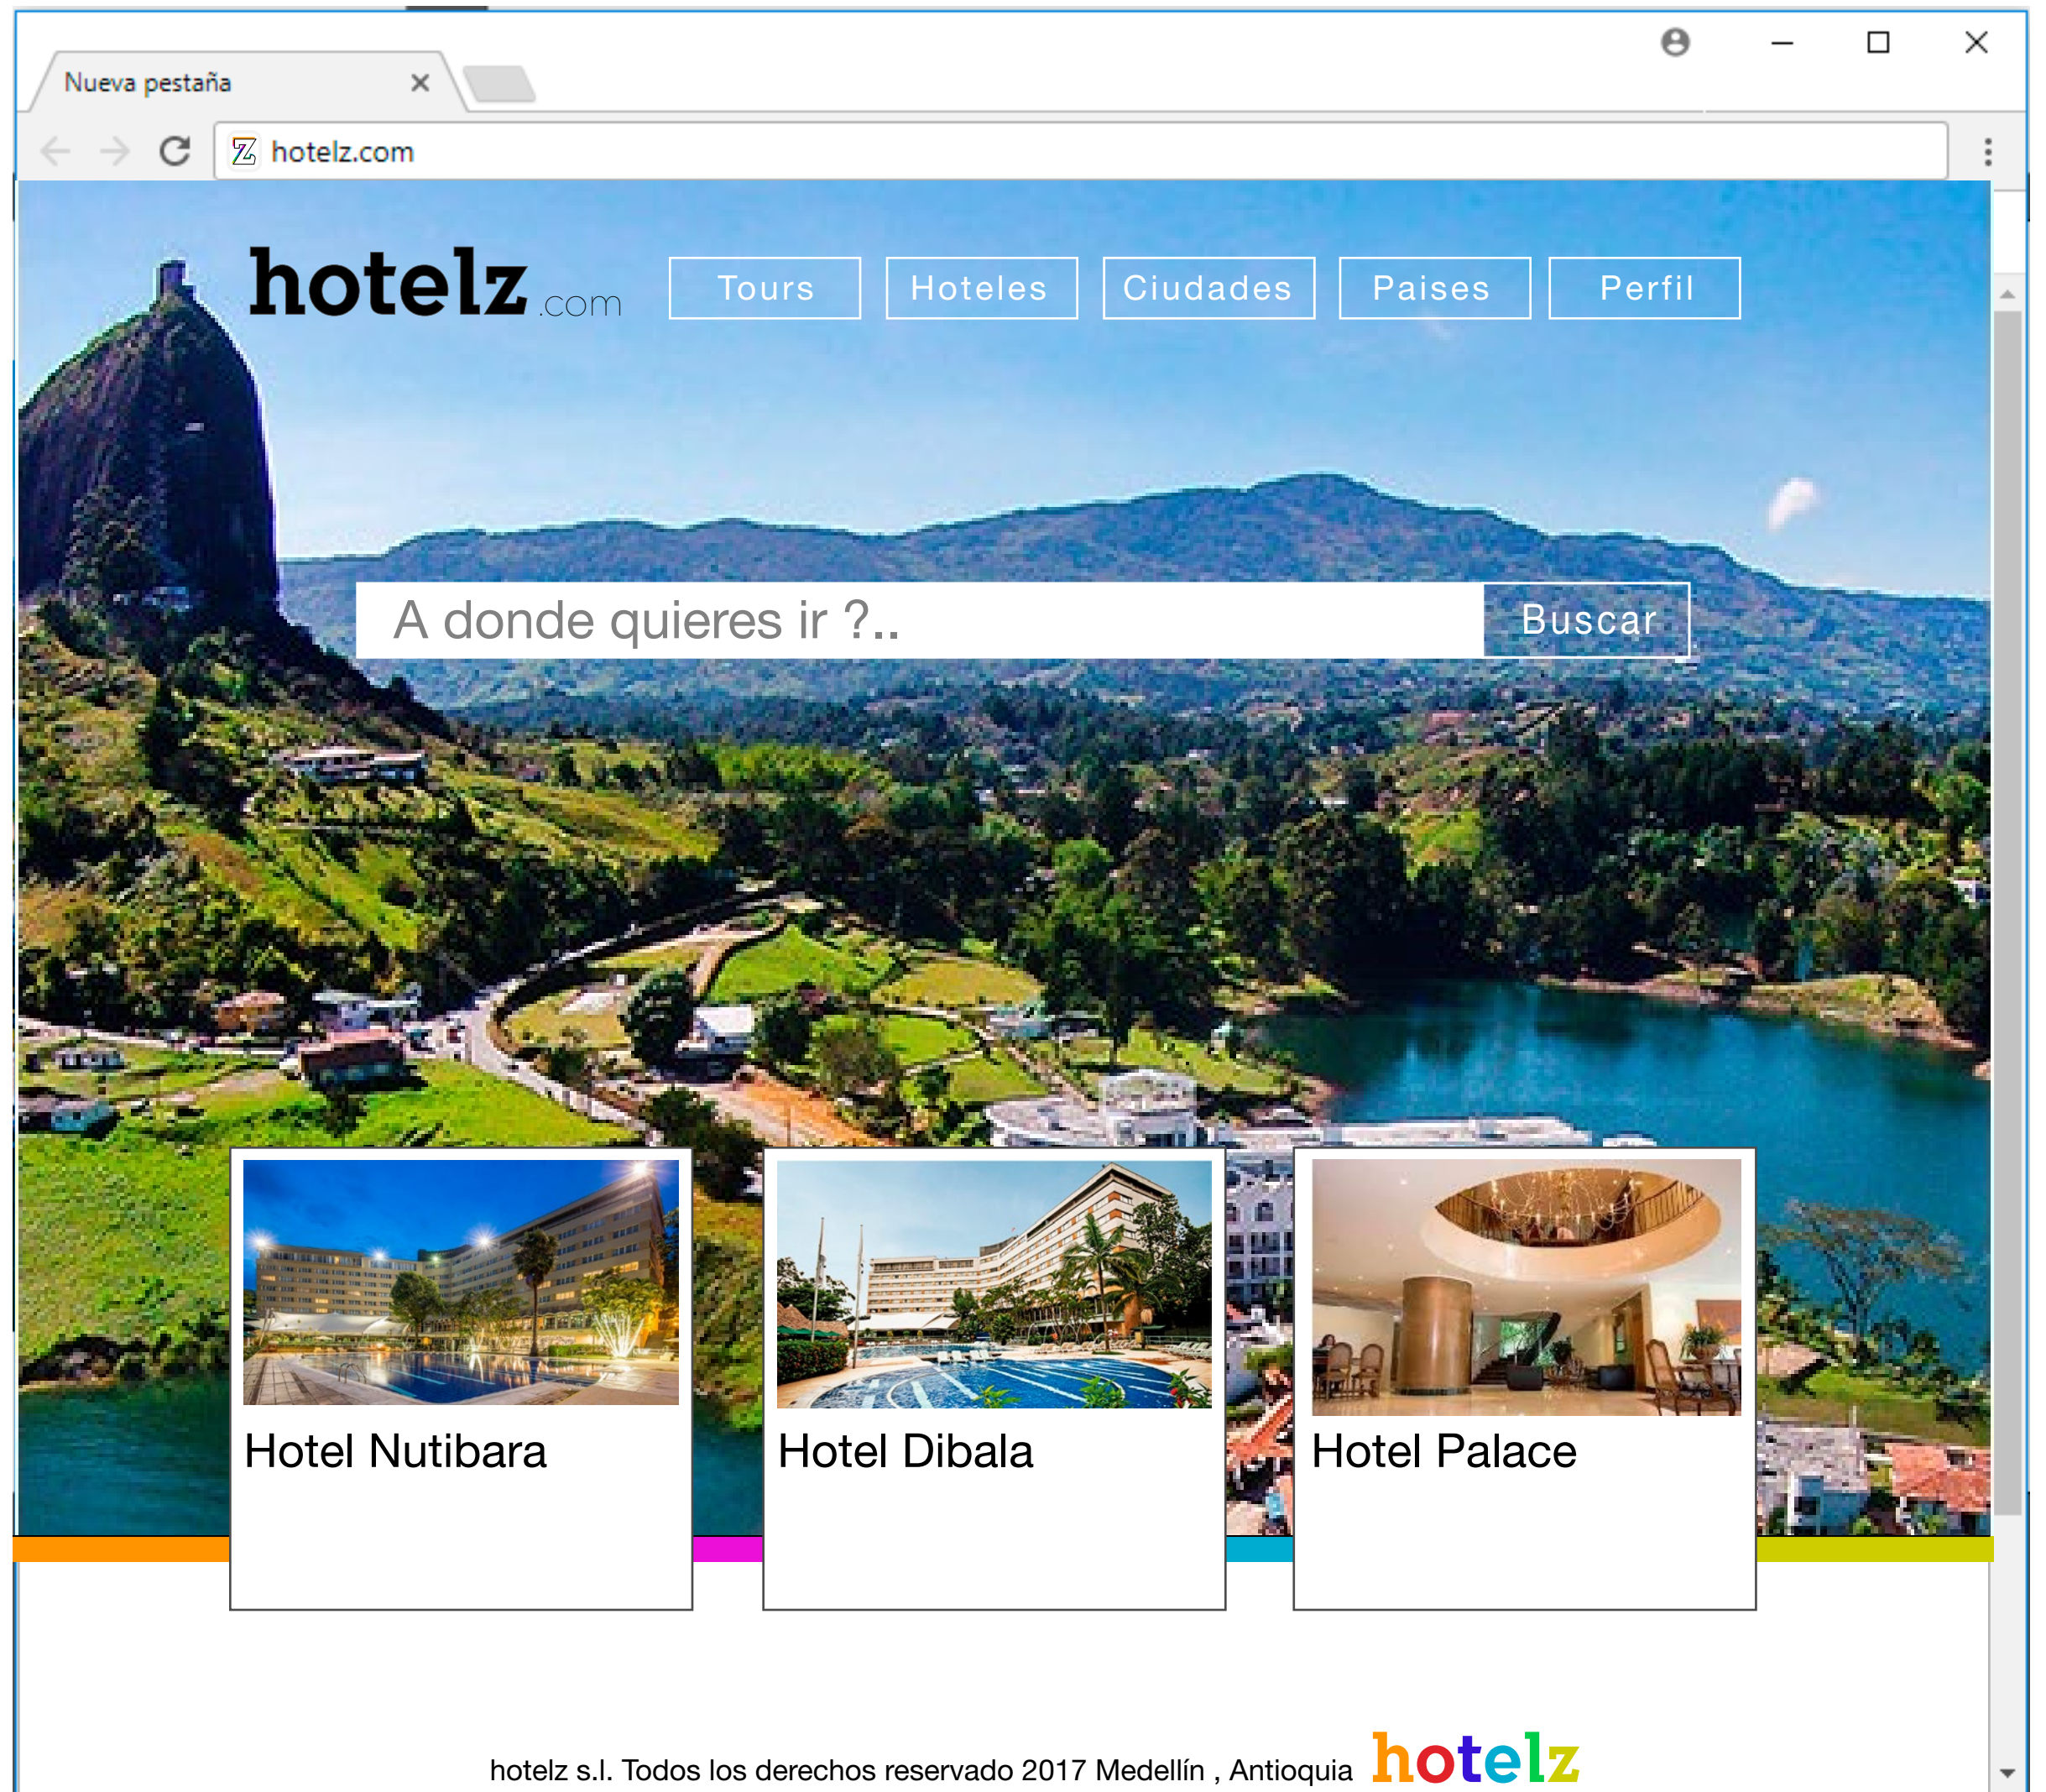 Nueva pestaña
Z hotelz.com
hotelz .com
Tours Hoteles Ciudades Paises Perfil
A donde quieres ir ?.. Buscar
Hotel Nutibara Hotel Dibala Hotel Palace
hotelz s.l. Todos los derechos reservado 2017 Medellín , Antioquia hotelz